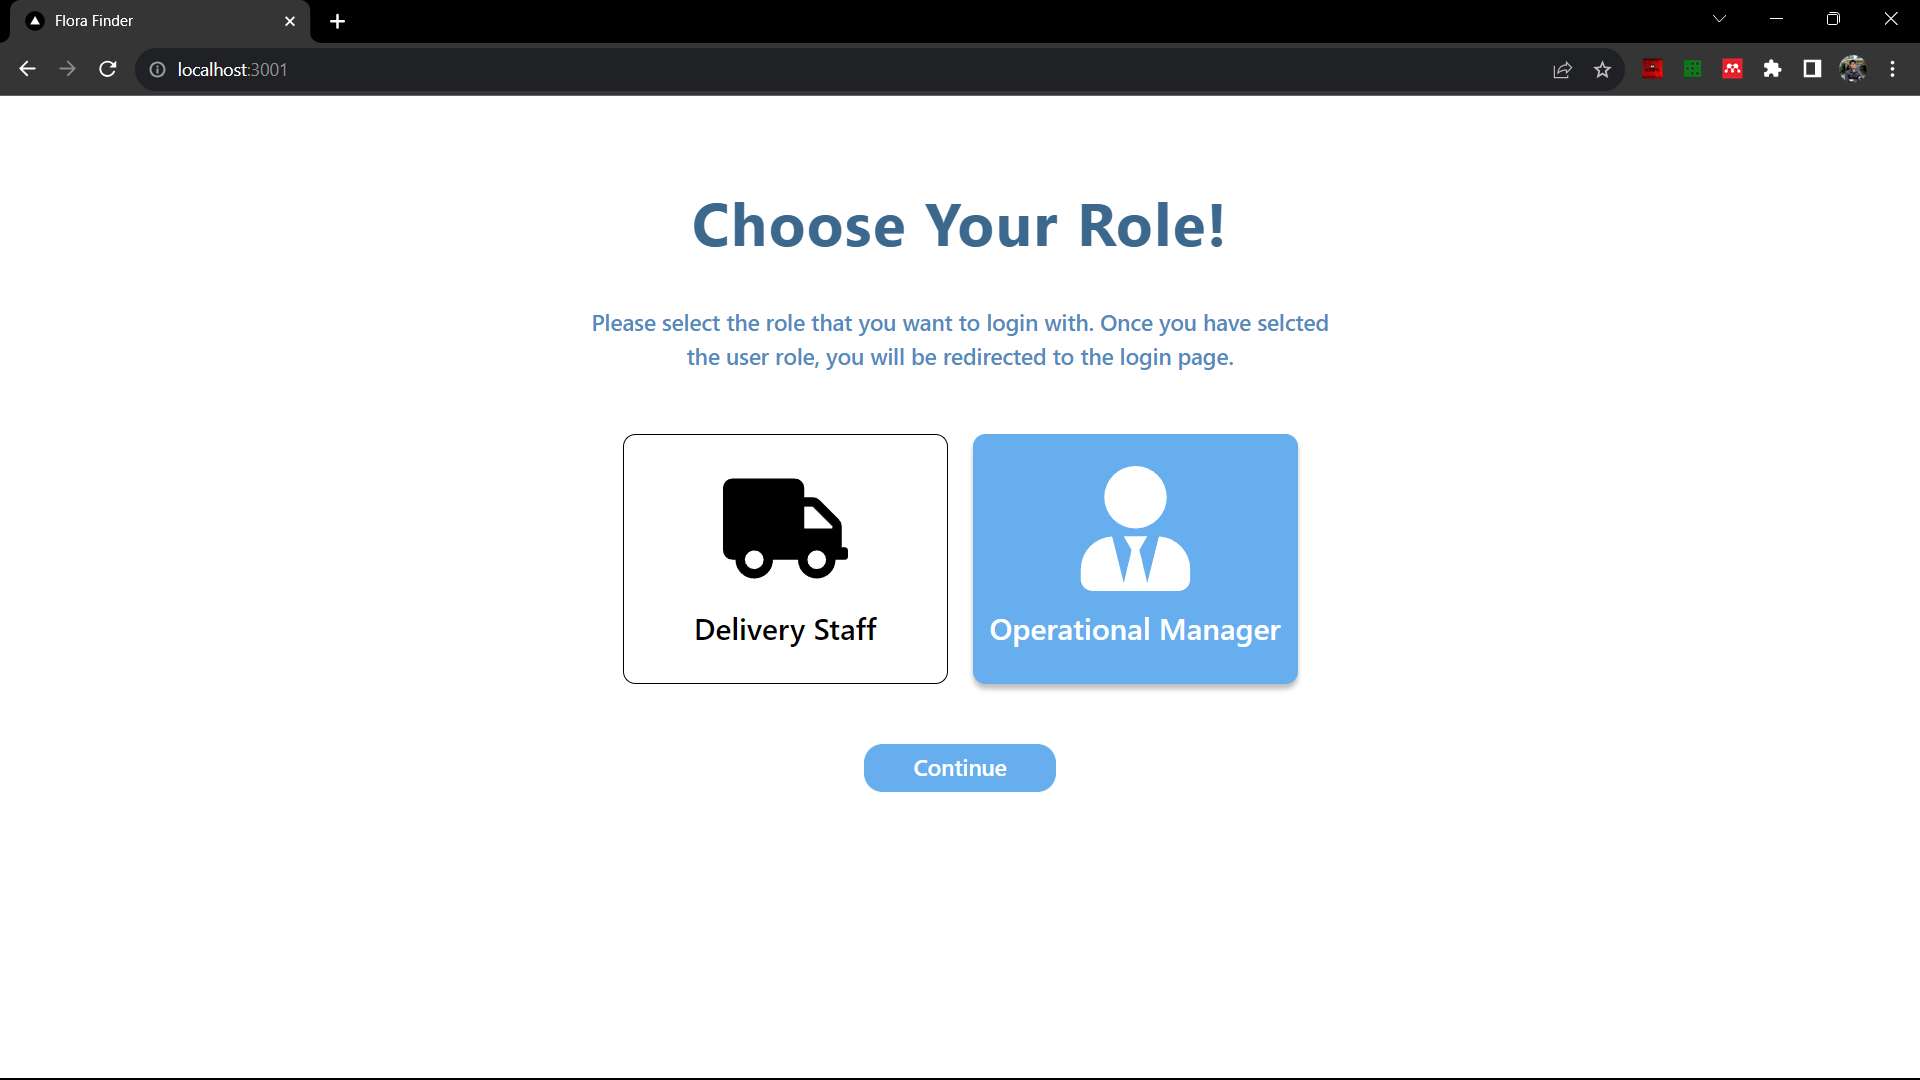 Flora Finder
localhost:3001
Choose Your Role!
Please select the role that you want to login with. Once you have selcted
the user role, you will be redirected to the login page.
Delivery Staff
Operational Manager
Continue